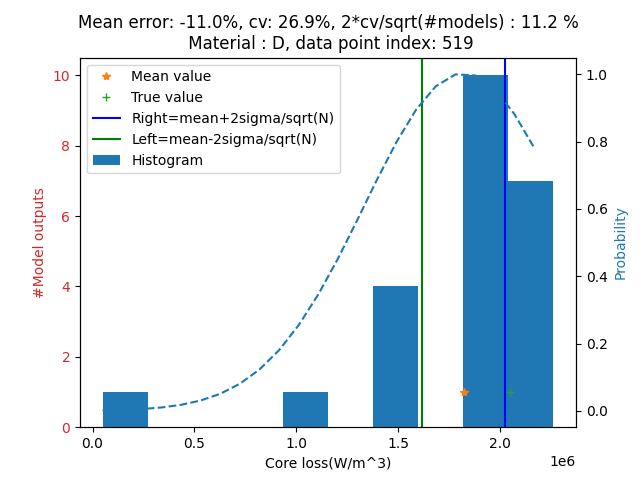 Mean error: -11.0%, cv: 26.9%, 2*cv/sqrt(#models) : 11.2 %
Material : D, data point index: 519
Mean value
True value
Right=mean+2sigma/sqrt(N)
Left=mean-2sigma/sqrt(N)
Histogram
#Model outputs
10
8
6
4
2
0
Probability
1.0
0.8
0.6
0.4
0.2
0.0
0.0 0.5 1.0 1.5 2.0
1e6
Core loss(W/m^3)